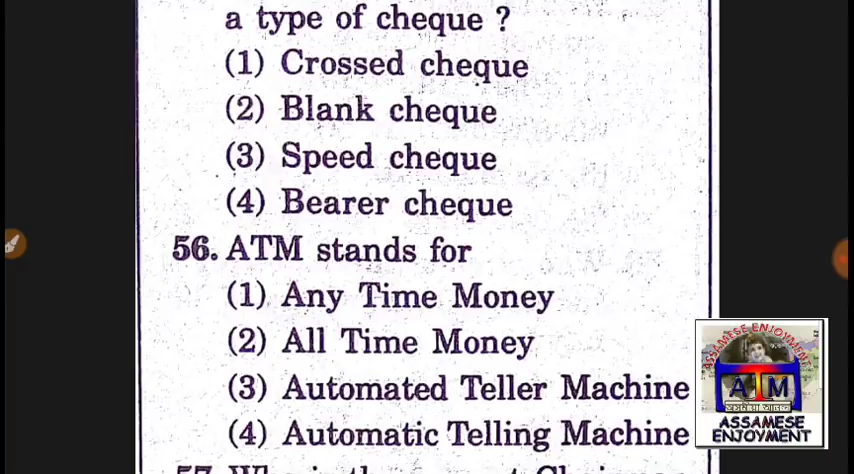 a type of cheque ?
(1) Crossed cheque
(2) Blank cheque
(3) Speed cheque
(4) Bearer cheque
56. ATM stands for
(1) Any Time Money
(2) All Time Money
(3) Automated Teller Machine
(4) Automatic Telling Machine
ASSAMESE ENJOYMENT
ATM
ASSAMESE
ENJOYMENT